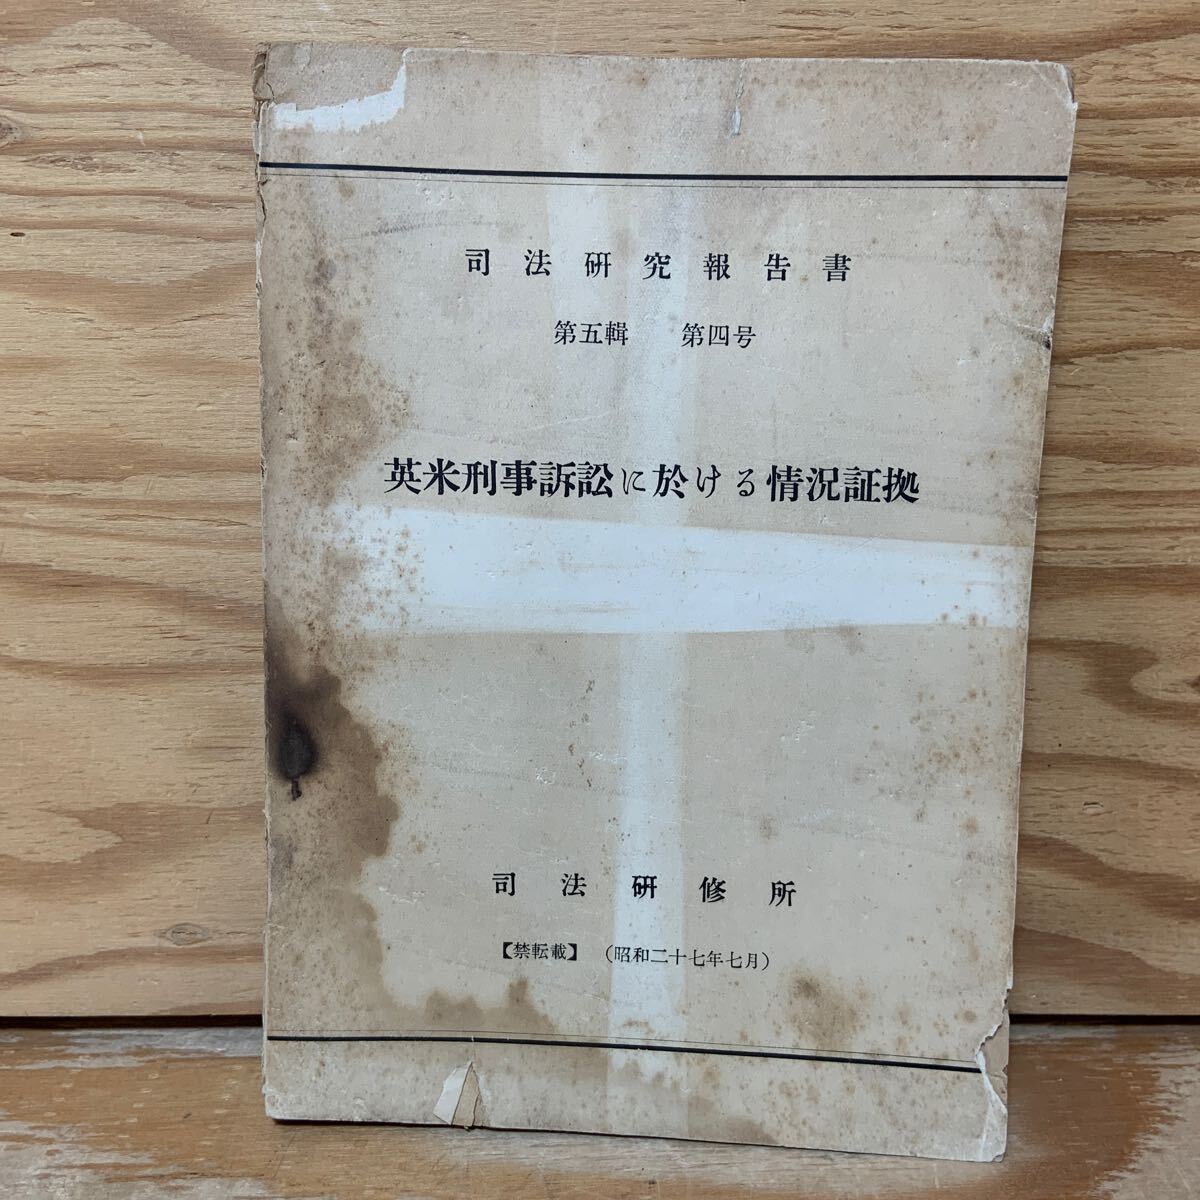 司法研究報告書
第五輯 第四号
英米刑事訴訟に於ける情況証拠
司法研修所
【禁転載】 (昭和二十七年七月)